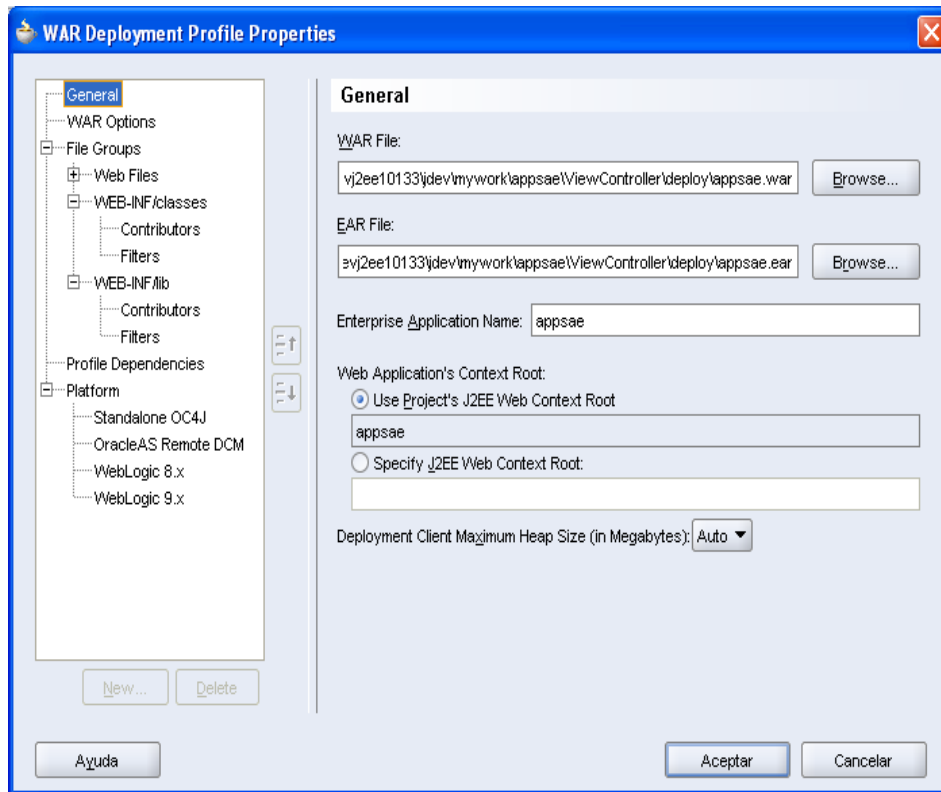 WAR Deployment Profile Properties
General
WAR Options
File Groups
Web Files
WEB-INF/classes
Contributors
Filters
WEB-INF/lib
Contributors
Filters
Profile Dependencies
Platform
Standalone OC4J
OracleAS Remote DCM
WebLogic 8.x
WebLogic 9.x
New...
Delete
General
WAR File:
vj2ee10133\jdev\mywork\appsae\ViewController\deploy\appsae.war
Browse...
EAR File:
evj2ee10133\jdev\mywork\appsae\ViewController\deploy\appsae.ear
Browse...
Enterprise Application Name: appsae
Web Application's Context Root:
Use Project's J2EE Web Context Root
appsae
Specify J2EE Web Context Root:
Deployment Client Maximum Heap Size (in Megabytes): Auto
Ayuda
Aceptar
Cancelar